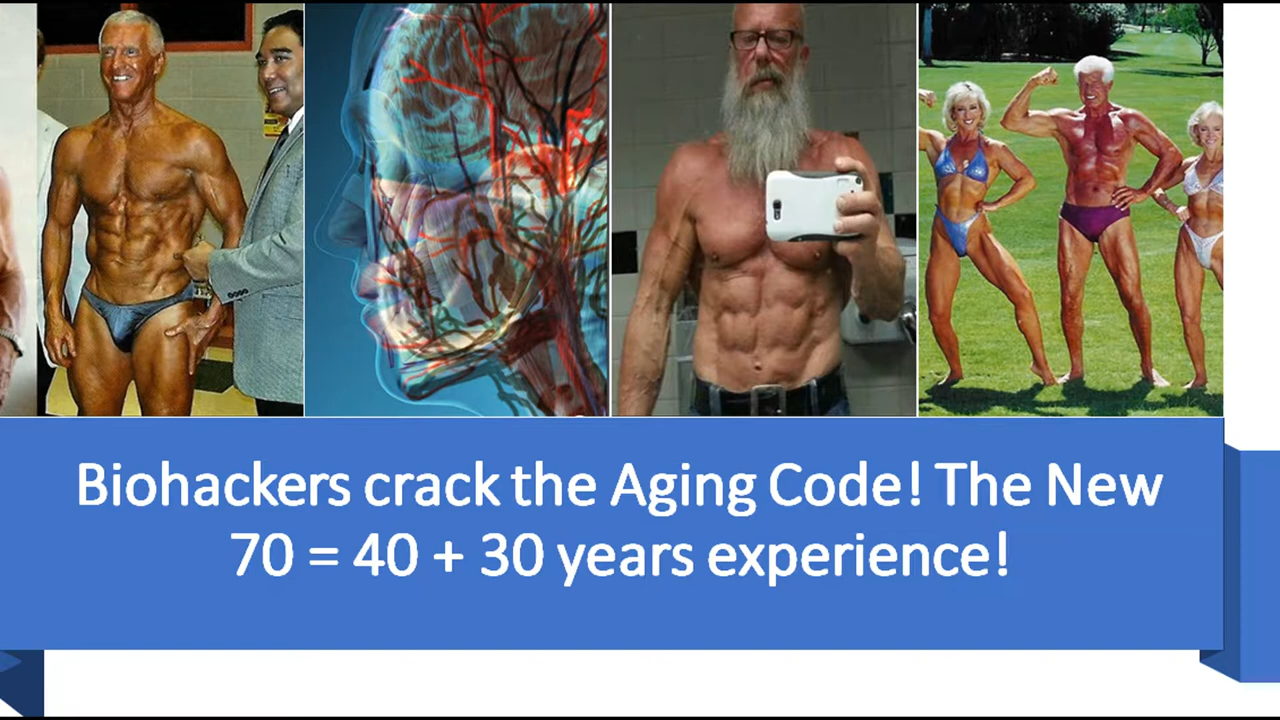 Biohackers crack the Aging Code! The New
70 = 40 + 30 years experience!